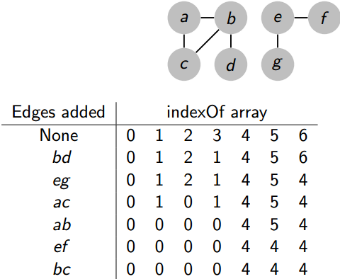 a b e f
c d g
Edges added indexOf array
None 0 1 2 3 4 5 6
bd 0 1 2 1 4 5 6
eg 0 1 2 1 4 5 4
ac 0 1 0 1 4 5 4
ab 0 0 0 0 4 5 4
ef 0 0 0 0 4 4 4
bc 0 0 0 0 4 4 4